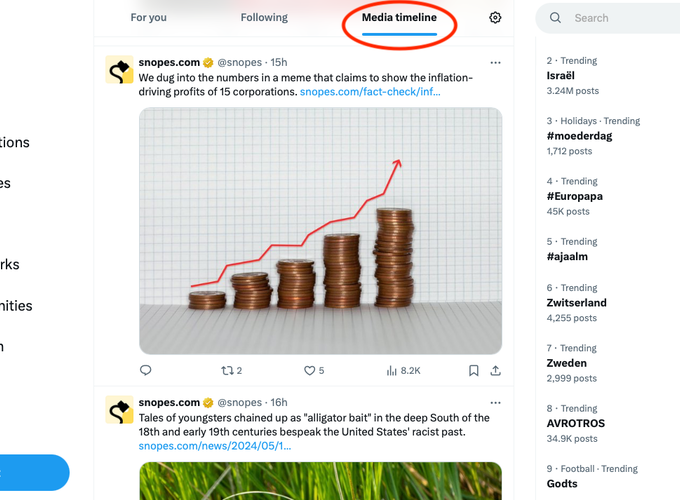 For you
Following
Media timeline
Search
tions
es
rks
nities
n
snopes.com @snopes · 15h
We dug into the numbers in a meme that claims to show the inflation-
driving profits of 15 corporations. snopes.com/fact-check/inf…
2
5
8.2K
snopes.com @snopes · 16h
Tales of youngsters chained up as "alligator bait" in the deep South of the
18th and early 19th centuries bespeak the United States' racist past.
snopes.com/news/2024/05/1…
2 · Trending
Israël
3.24M posts
3 · Holidays · Trending
#moederdag
1,712 posts
4 · Trending
#Europapa
45K posts
5 · Trending
#ajaalm
6 · Trending
Zwitserland
4,255 posts
7 · Trending
Zweden
2,999 posts
8 · Trending
AVROTROS
34.9K posts
9 · Football · Trending
Godts